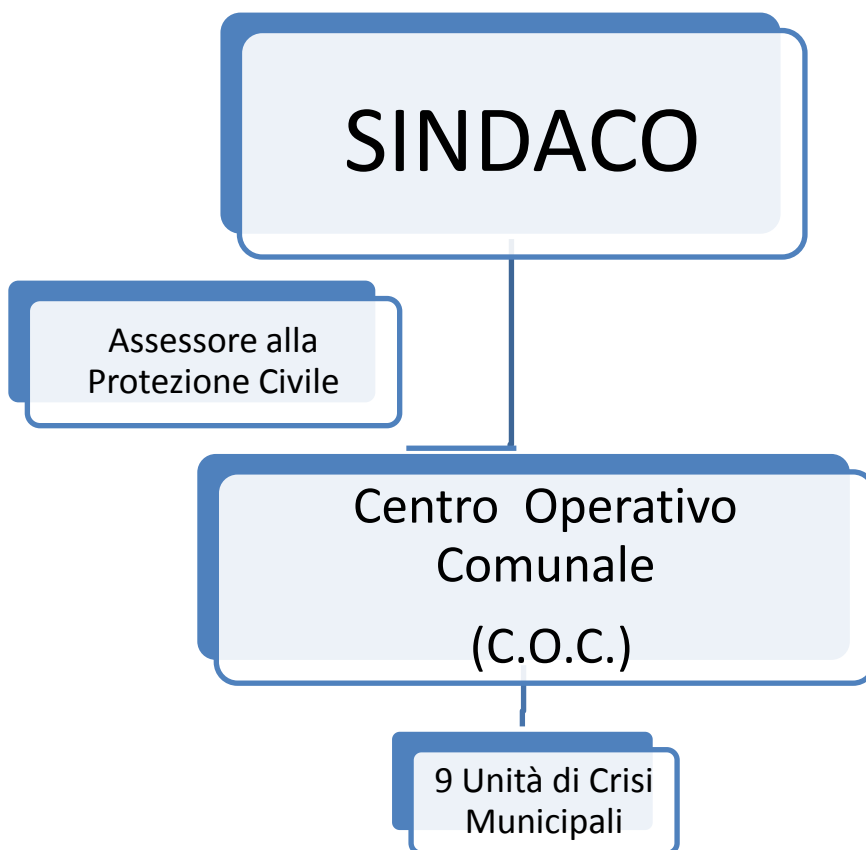 SINDACO
Assessore alla
Protezione Civile
Centro Operativo
Comunale
(C.O.C.)
9 Unità di Crisi
Municipali